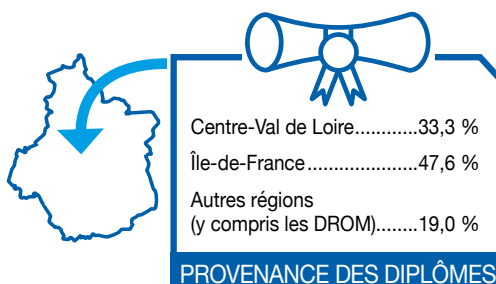 Centre-Val de Loire............33,3 %
Île-de-France.....................47,6 %
Autres régions
(y compris les DROM)........19,0 %
PROVENANCE DES DIPLÔMES